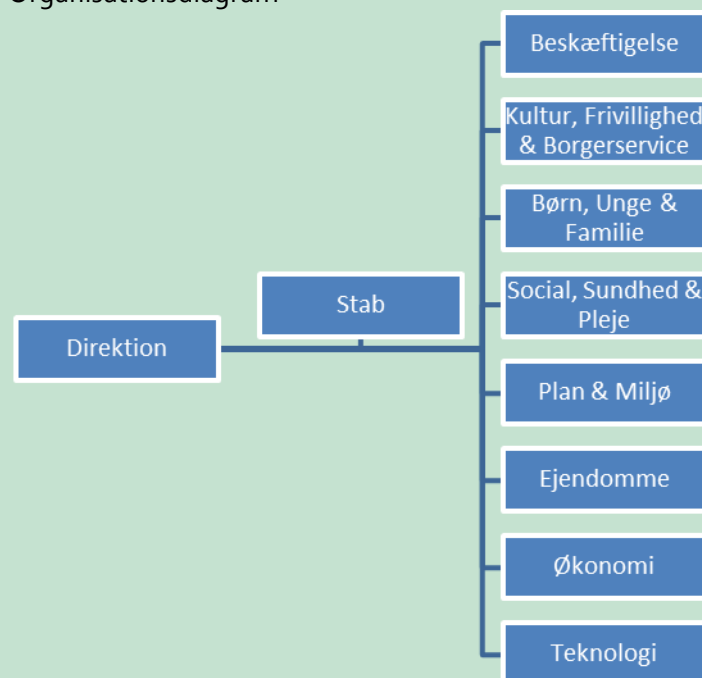 Organisationsdiagram
Beskæftigelse
Kultur, Frivillighed
& Borgerservice
Børn, Unge &
Familie
Stab
Social, Sundhed &
Pleje
Direktion
Plan & Miljø
Ejendomme
Økonomi
Teknologi